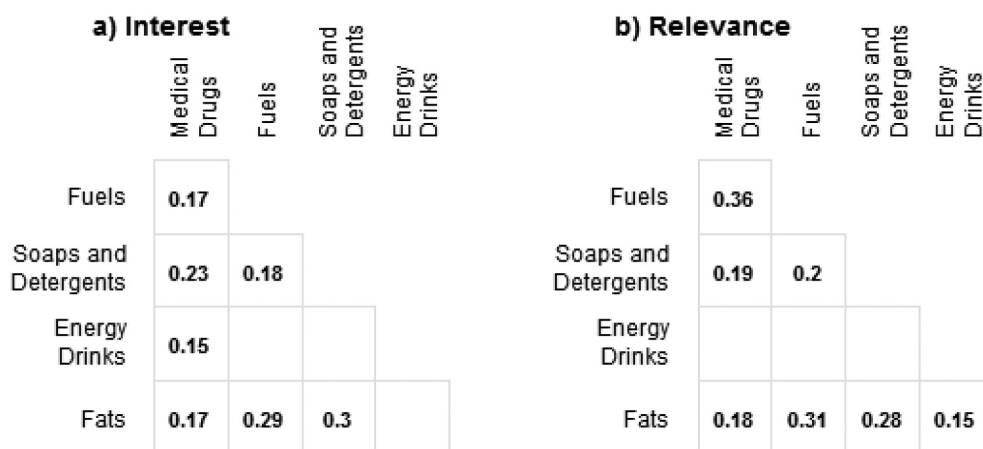 a) Interest
b) Relevance
Medical Drugs
Fuels
Soaps and Detergents
Energy Drinks
Medical Drugs
Fuels
Soaps and Detergents
Energy Drinks
Fuels 0.17
Soaps and
Detergents 0.23 0.18
Energy
Drinks 0.15
Fats 0.17 0.29 0.3
Fuels 0.36
Soaps and
Detergents 0.19 0.2
Energy
Drinks
Fats 0.18 0.31 0.28 0.15